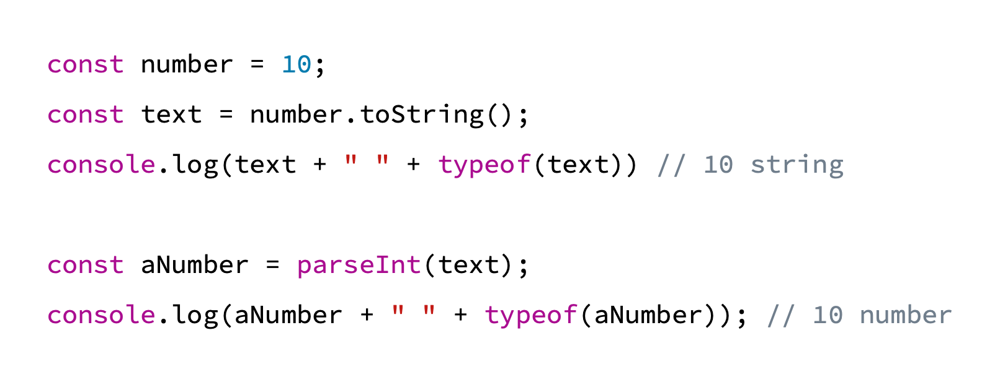 const number = 10;
const text = number.toString();
console.log(text + " " + typeof(text)) // 10 string
const aNumber = parseInt(text);
console.log(aNumber + " " + typeof(aNumber)); // 10 number